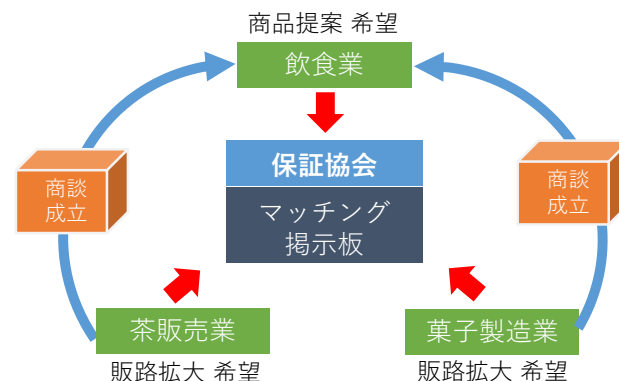 商品提案 希望
飲食業
保証協会
マッチング
掲示板
商談
成立
商談
成立
茶販売業
販路拡大 希望
菓子製造業
販路拡大 希望